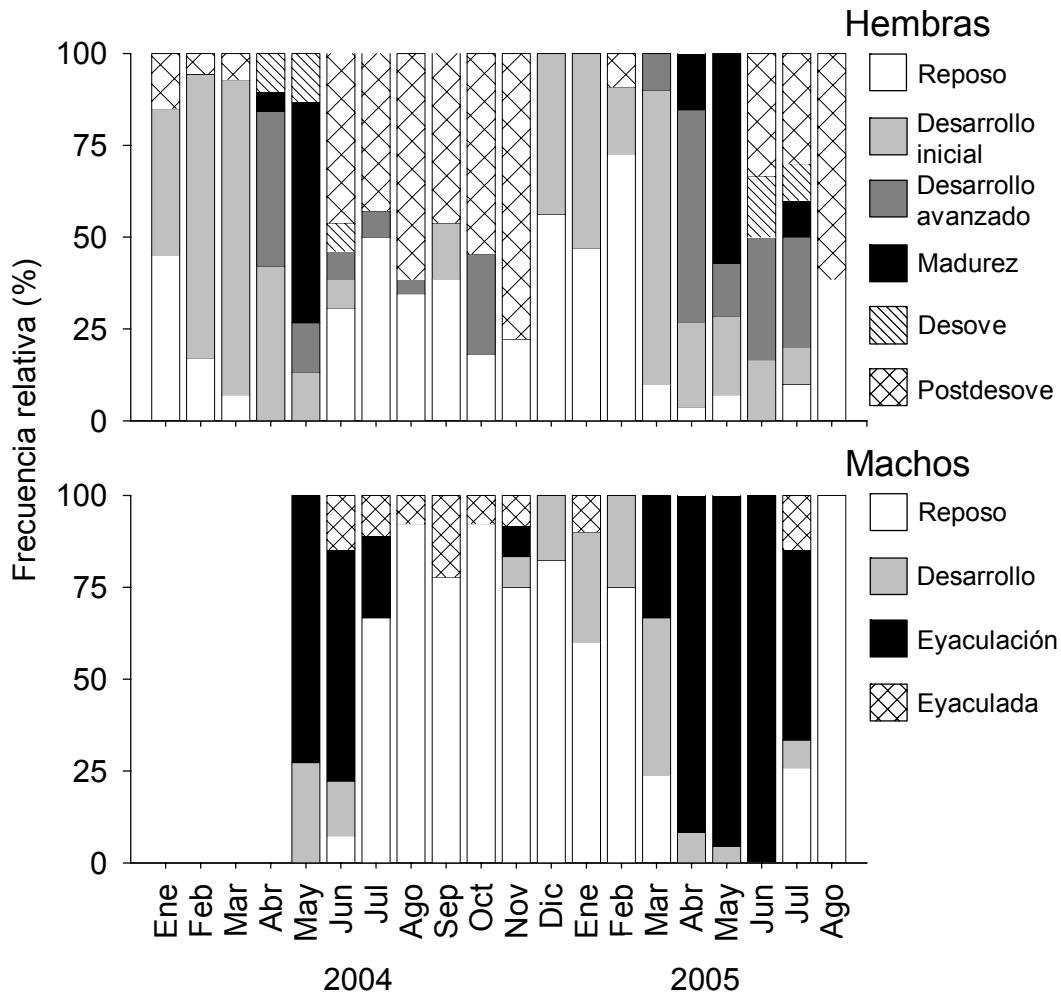 Hembras
100
75
50
25
0
Reposo
Desarrollo
inicial
Desarrollo
avanzado
Madurez
Desove
Postdesove
Frecuencia relativa (%)
Machos
100
75
50
25
0
Reposo
Desarrollo
Eyaculación
Eyaculada
Ene
Feb
Mar
Abr
May
Jun
Jul
Ago
Sep
Oct
Nov
Dic
Ene
Feb
Mar
Abr
May
Jun
Jul
Ago
2004
2005